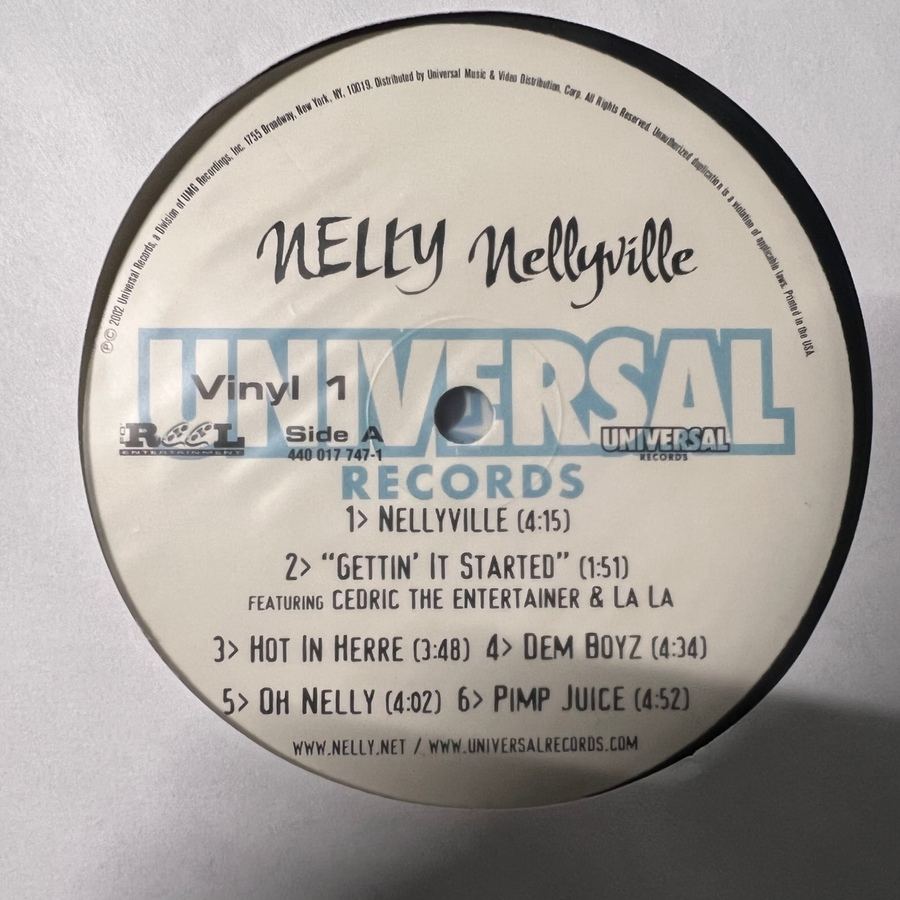 ℗© 2002 Universal Records, a Division of UMG Recordings, Inc. 1755 Broadway, New York, NY, 10019. Distributed by Universal Music & Video Distribution, Corp. All Rights Reserved. Unauthorized duplication is a violation of applicable laws. Printed in the USA
NELLY Nellyville
UNIVERSAL
RECORDS
Vinyl 1
Side A
440 017 747-1
FO' REEL
ENTERTAINMENT
UNIVERSAL
RECORDS
1> NELLYVILLE (4:15)
2> "GETTIN' IT STARTED" (1:51)
FEATURING CEDRIC THE ENTERTAINER & LA LA
3> HOT IN HERRE (3:48) 4> DEM BOYZ (4:34)
5> OH NELLY (4:02) 6> PIMP JUICE (4:52)
WWW.NELLY.NET / WWW.UNIVERSALRECORDS.COM